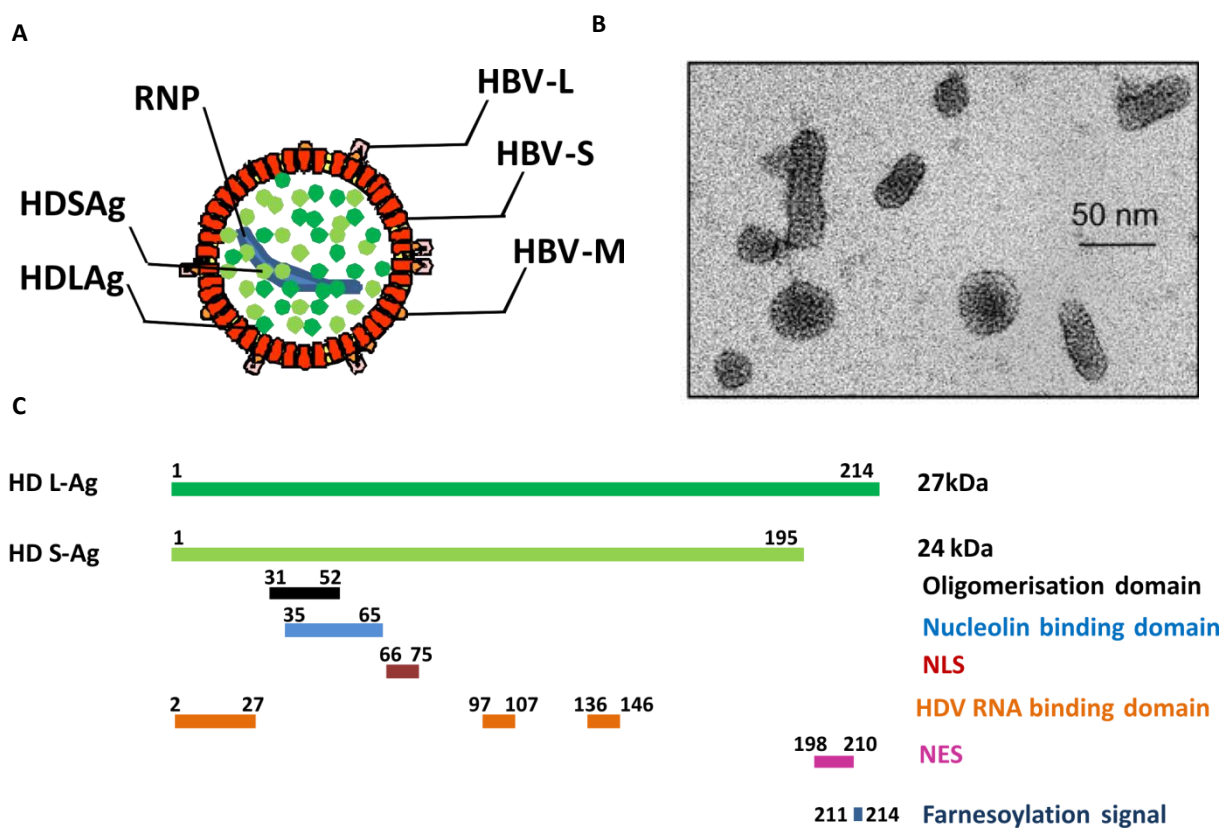 A
B
RNP
HBV-L
HBV-S
HDSAg
HDLAg
HBV-M
50 nm
C
HD L-Ag
1
214
27kDa
HD S-Ag
1
195
24 kDa
31 52
Oligomerisation domain
35 65
Nucleolin binding domain
66 75
NLS
2 27
97 107
136 146
HDV RNA binding domain
198 210
NES
211 214
Farnesoylation signal